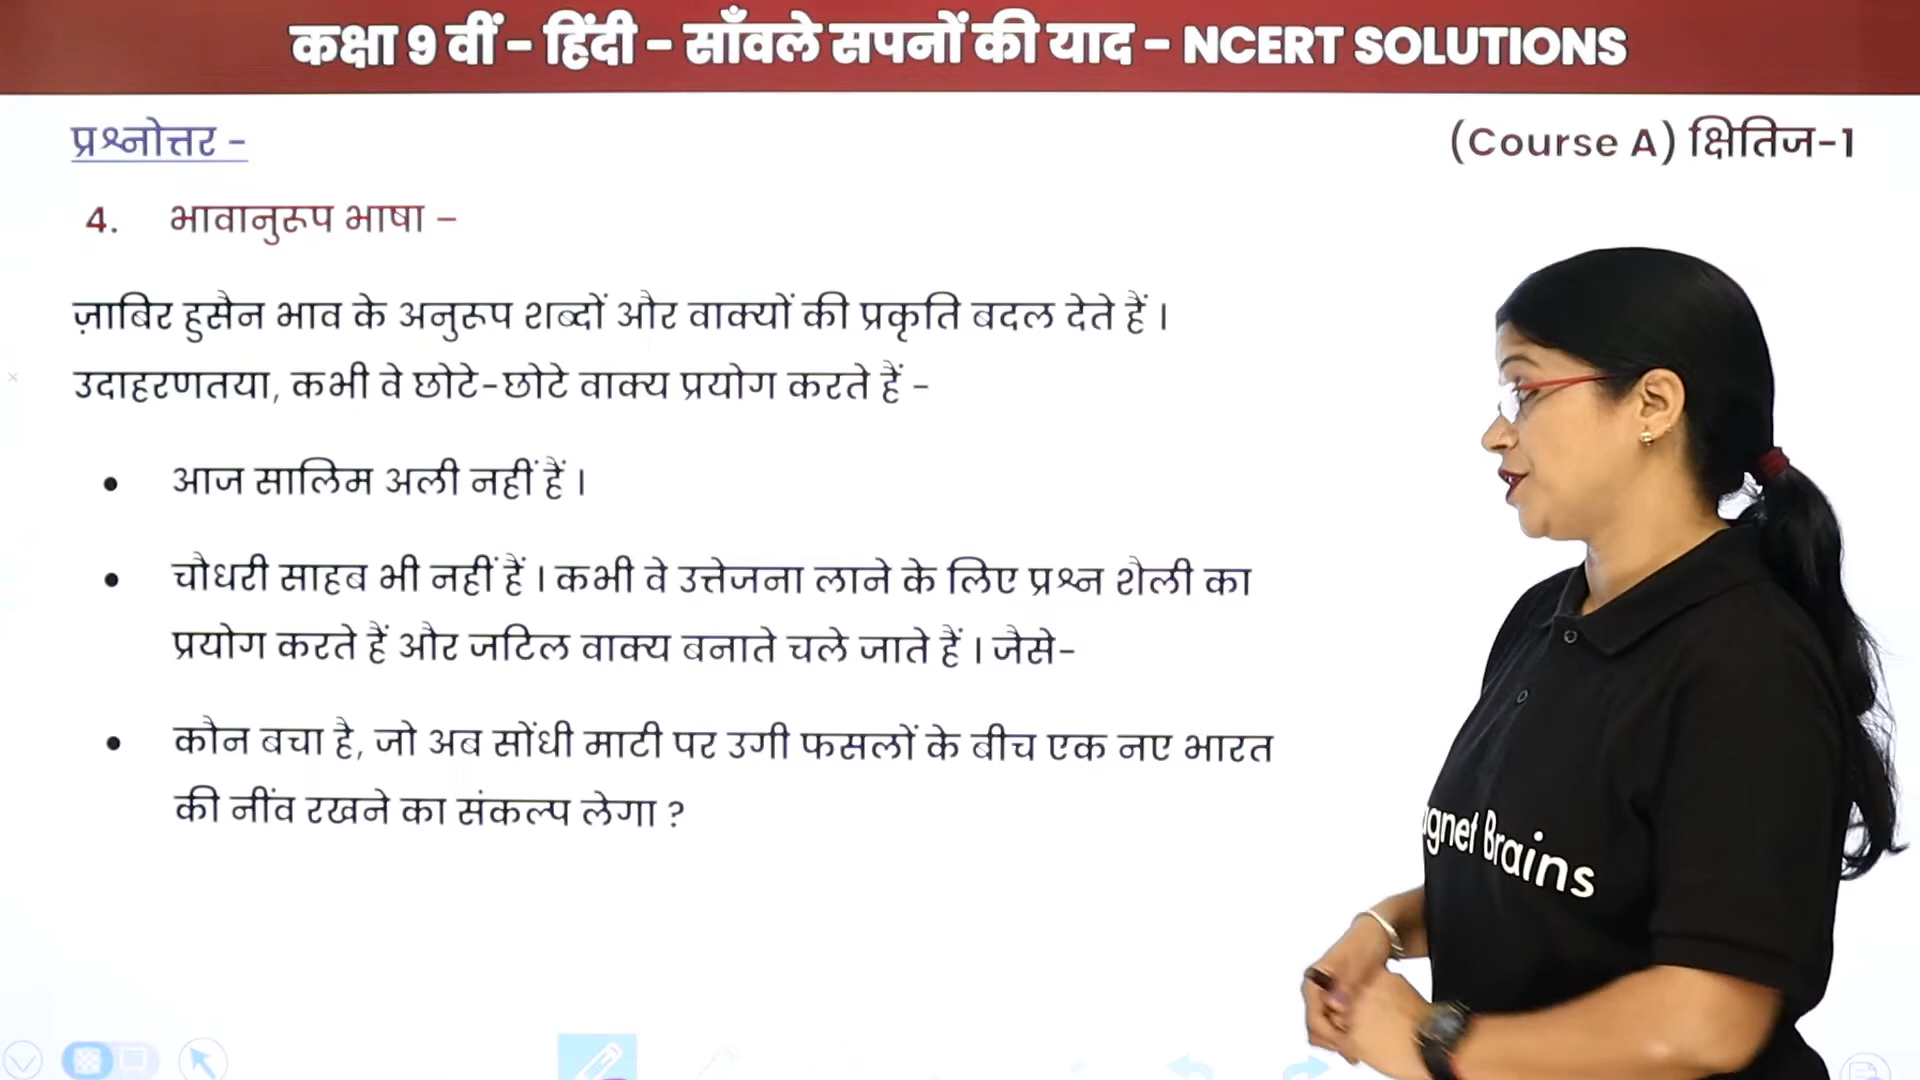 कक्षा 9 वीं – हिंदी – साँवले सपनों की याद – NCERT SOLUTIONS
प्रश्नोत्तर –
(Course A) क्षितिज-1
4. भावानुरूप भाषा –
ज़ाबिर हुसैन भाव के अनुरूप शब्दों और वाक्यों की प्रकृति बदल देते हैं ।
उदाहरणतया, कभी वे छोटे-छोटे वाक्य प्रयोग करते हैं -
• आज सालिम अली नहीं हैं ।
• चौधरी साहब भी नहीं हैं । कभी वे उत्तेजना लाने के लिए प्रश्न शैली का
प्रयोग करते हैं और जटिल वाक्य बनाते चले जाते हैं । जैसे-
• कौन बचा है, जो अब सोंधी माटी पर उगी फसलों के बीच एक नए भारत
की नींव रखने का संकल्प लेगा ?
agnet Brains